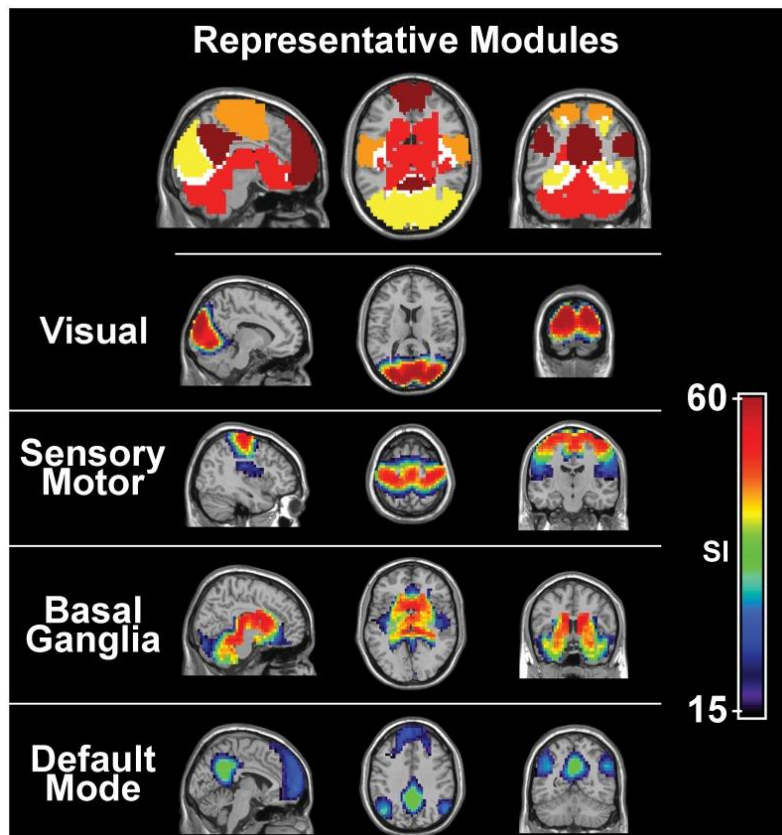 Representative Modules
Visual
Sensory
Motor
Basal
Ganglia
Default
Mode
60
SI
15